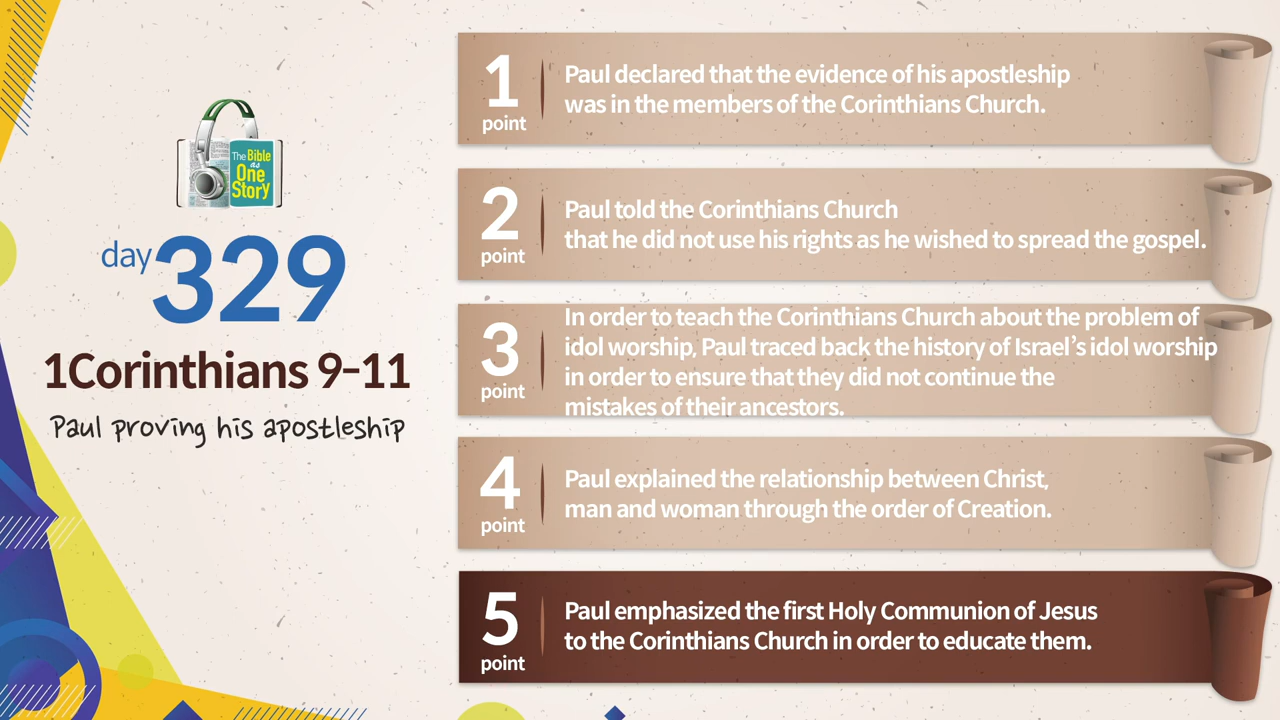 The Bible
as
One
Story
day329
1Corinthians 9-11
Paul proving his apostleship
1
point
Paul declared that the evidence of his apostleship
was in the members of the Corinthians Church.
2
point
Paul told the Corinthians Church
that he did not use his rights as he wished to spread the gospel.
3
point
In order to teach the Corinthians Church about the problem of
idol worship, Paul traced back the history of Israel's idol worship
in order to ensure that they did not continue the
mistakes of their ancestors.
4
point
Paul explained the relationship between Christ,
man and woman through the order of Creation.
5
point
Paul emphasized the first Holy Communion of Jesus
to the Corinthians Church in order to educate them.